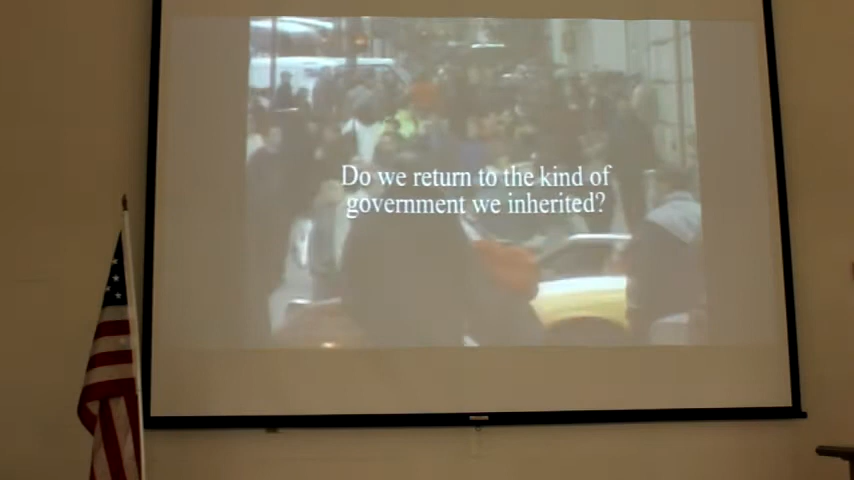 Do we return to the kind of
government we inherited?